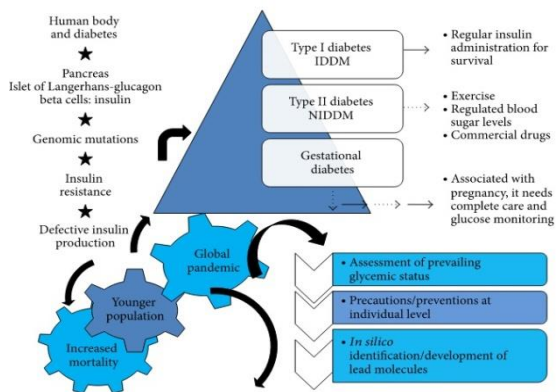 Human body
and diabetes
Pancreas
Islet of Langerhans-glucagon
beta cells: insulin
Genomic mutations
Insulin
resistance
Defective insulin
production
Type I diabetes
IDDM
Type II diabetes
NIDDM
Gestational
diabetes
• Regular insulin
administration for
survival
• Exercise
• Regulated blood
sugar levels
• Commercial drugs
• Associated with
pregnancy, it needs
complete care and
glucose monitoring
Global
pandemic
Younger
population
Increased
mortality
• Assessment of prevailing
glycemic status
• Precautions/preventions at
individual level
• In silico
identification/development of
lead molecules